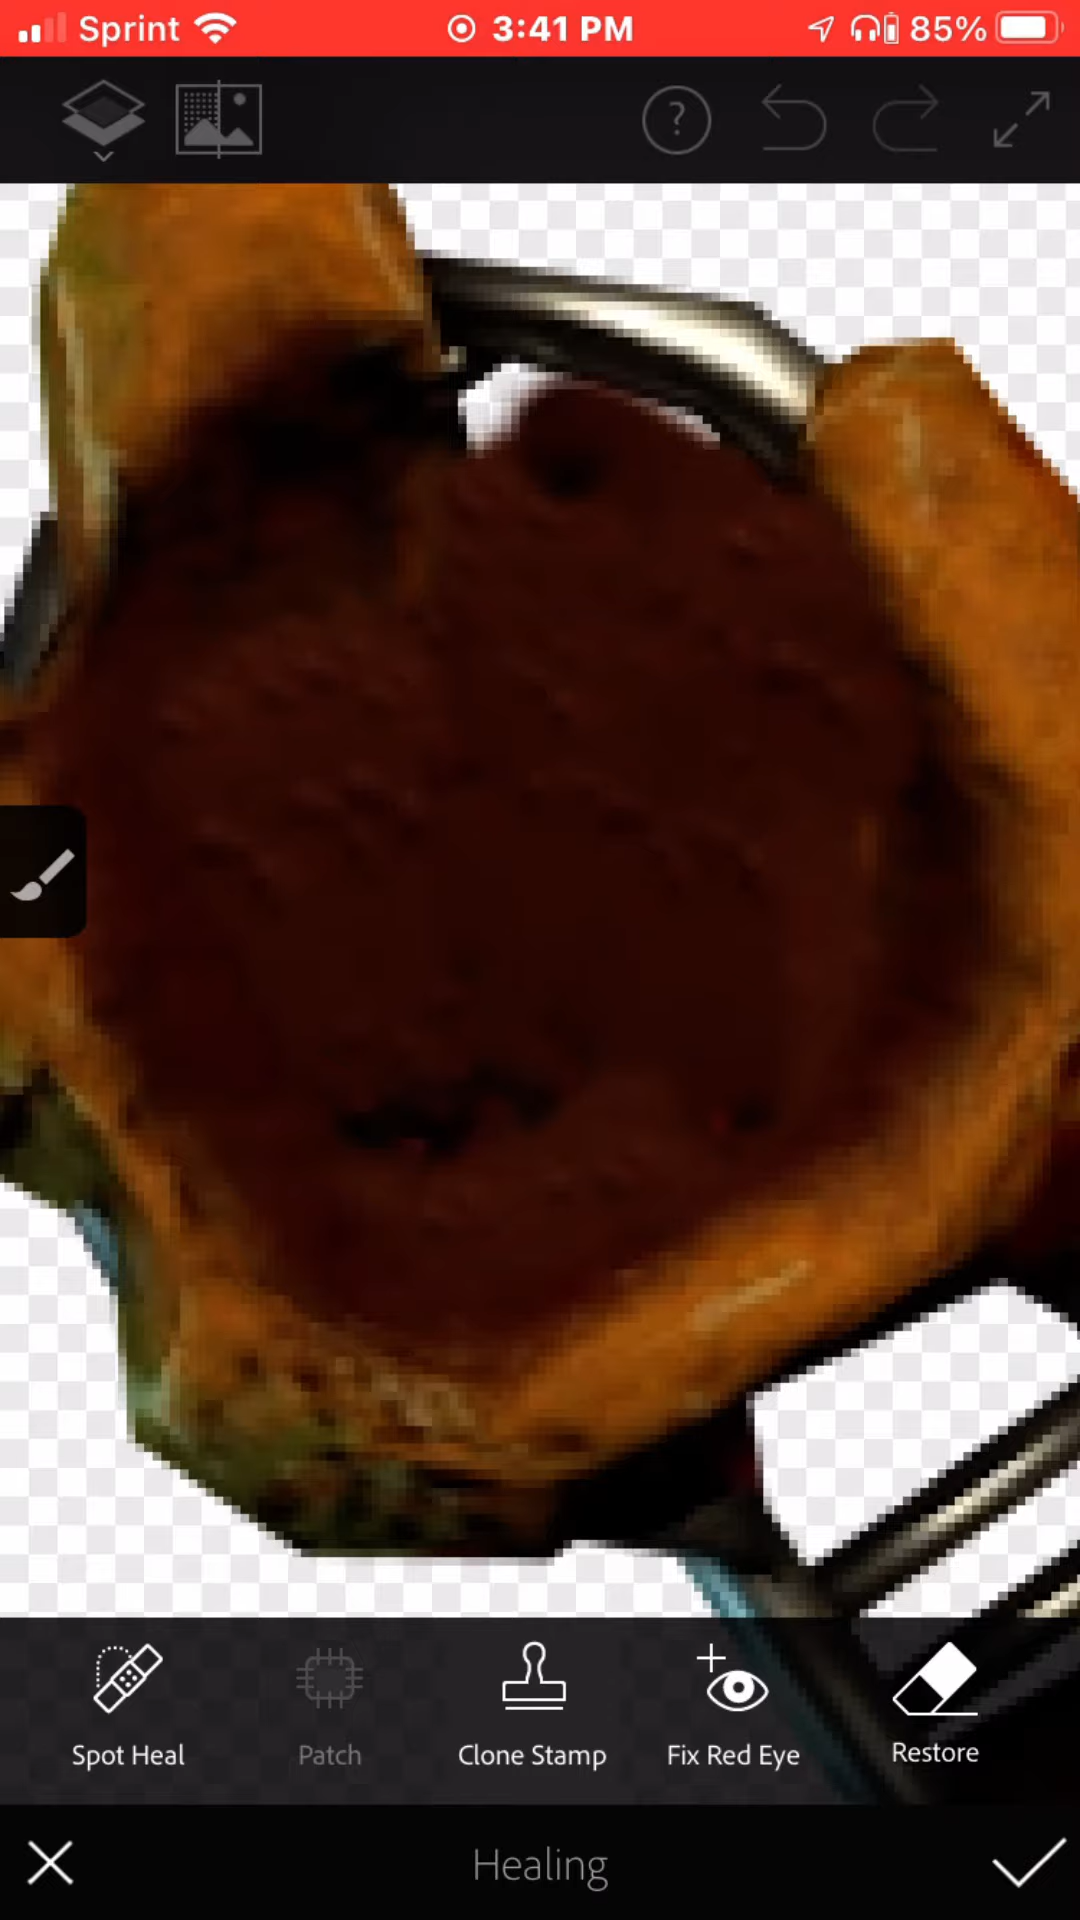 Sprint 3:41 PM 85%
?
Spot Heal Patch Clone Stamp Fix Red Eye Restore
Healing